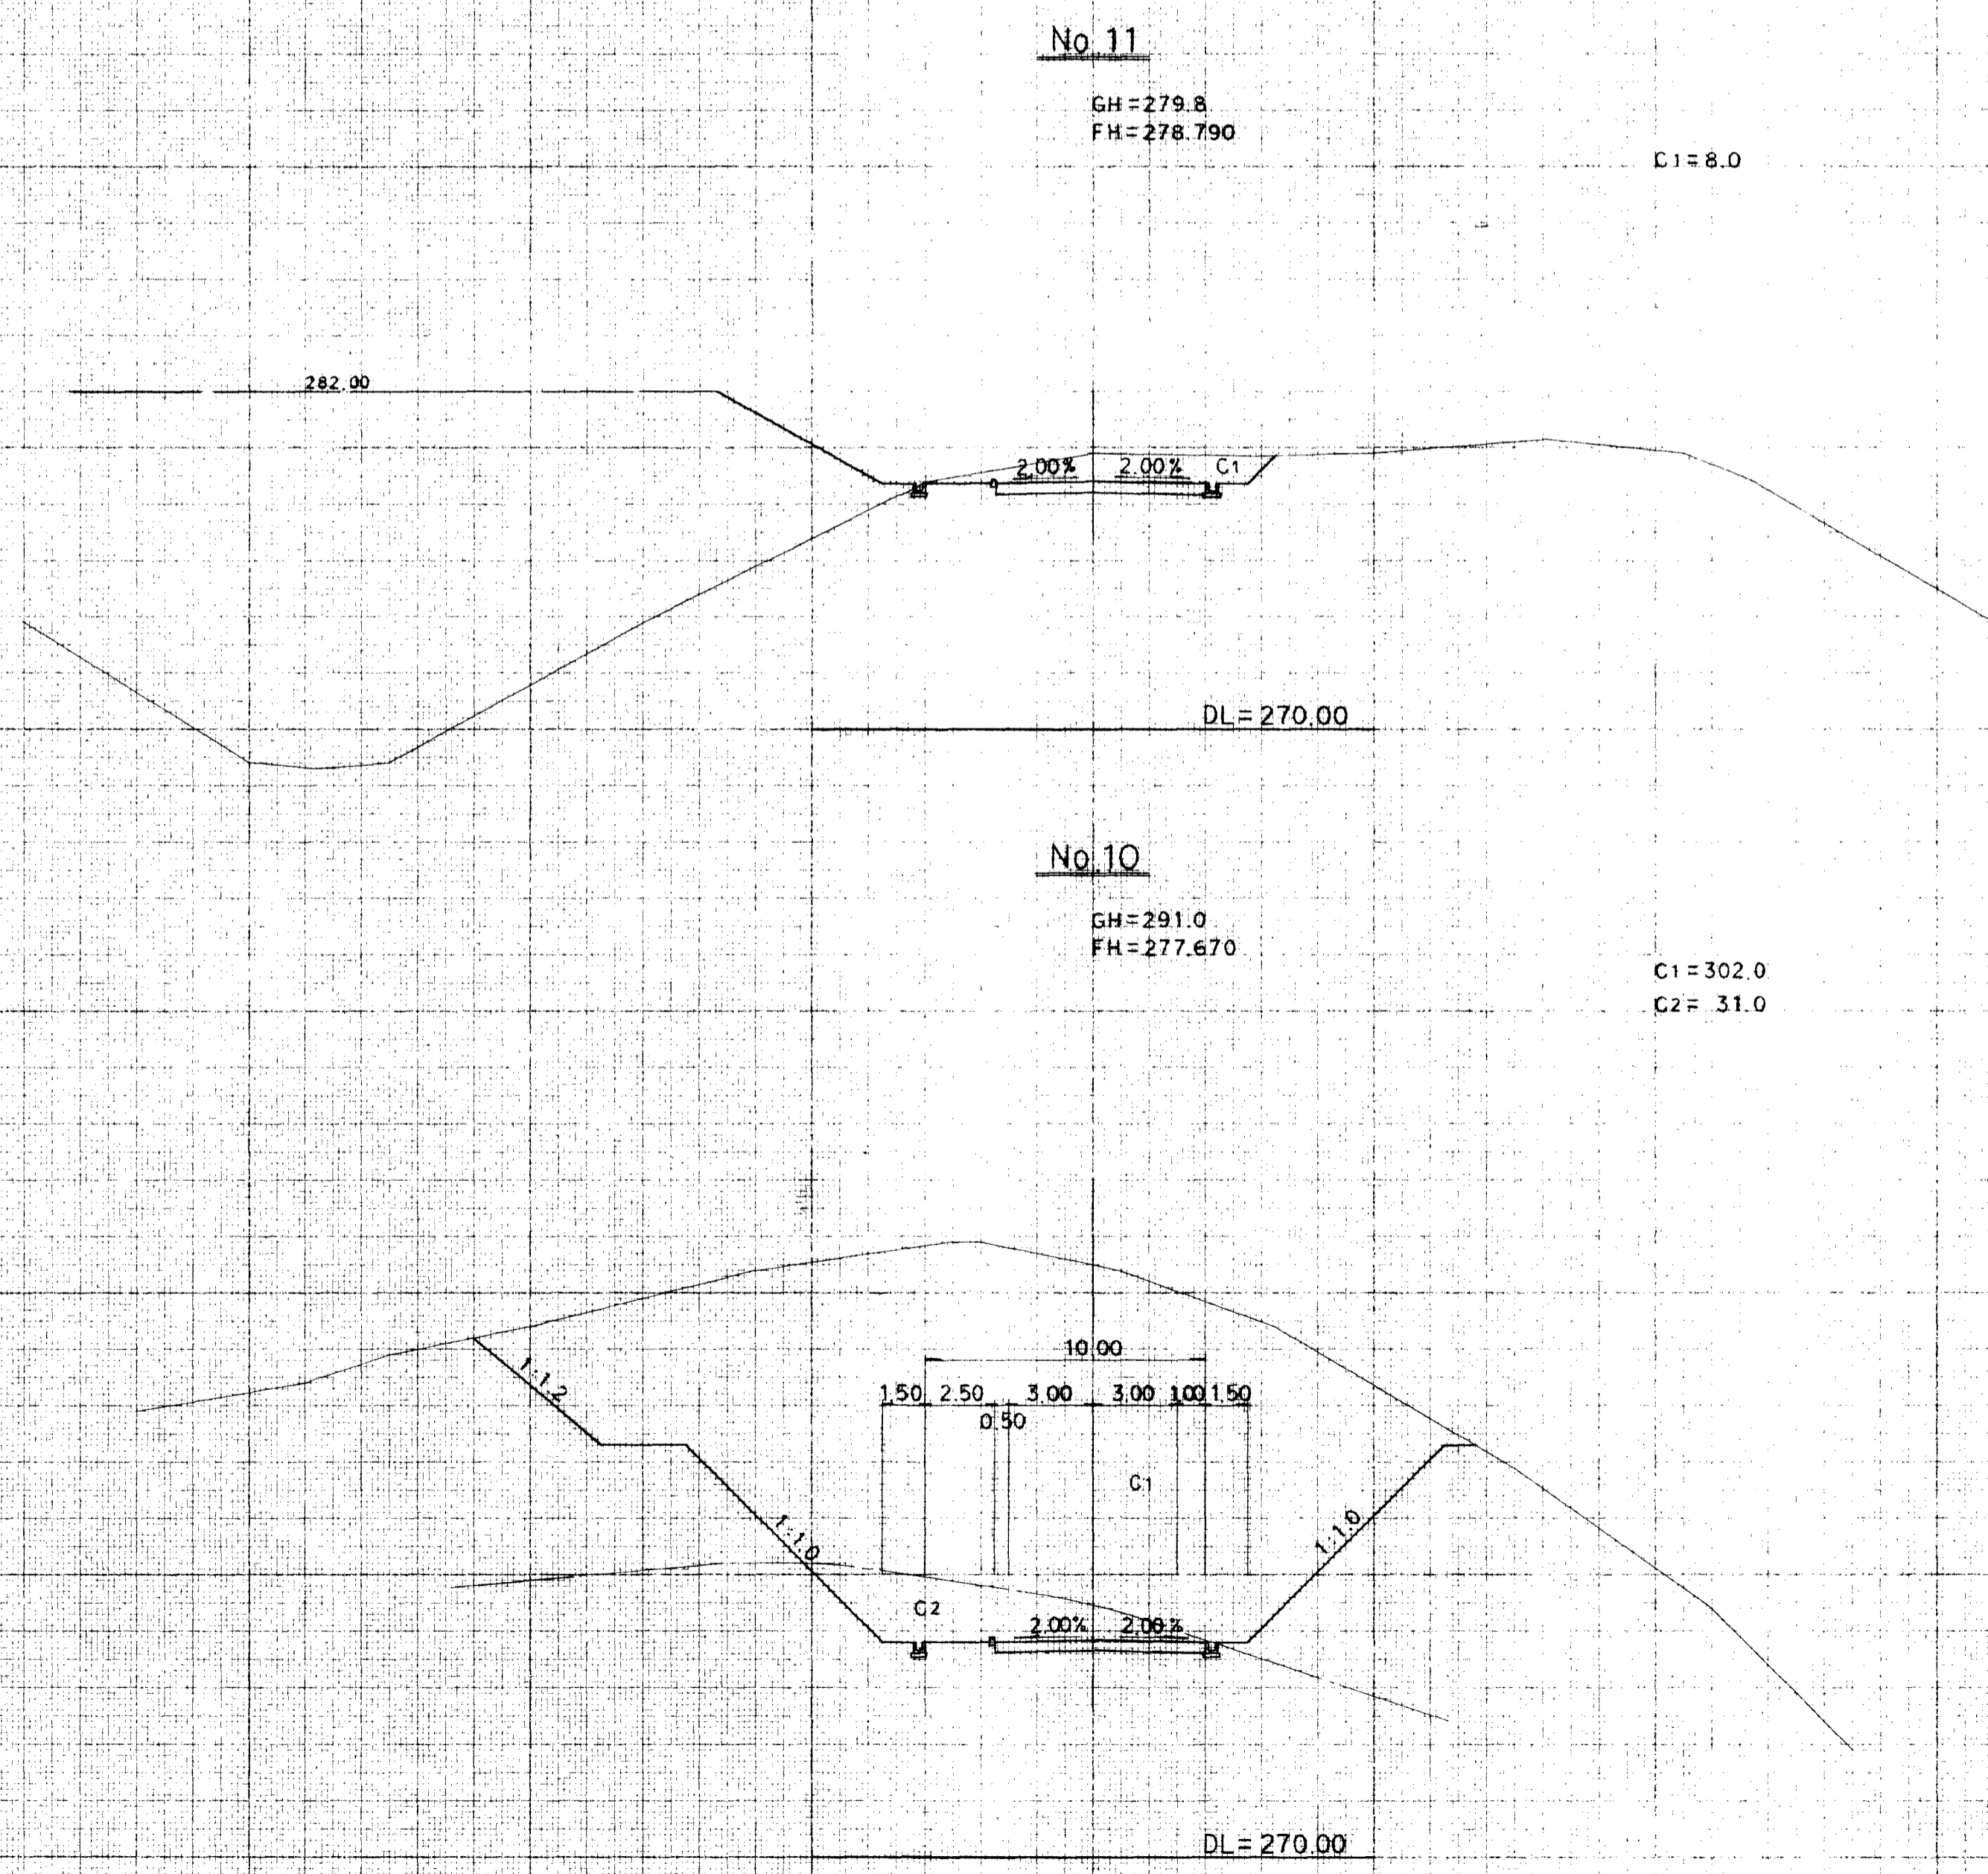 No.11
GH=279.8
FH=278.790
C1=8.0
282.00
2.00% 2.00% C1
DL=270.00
No.10
GH=291.0
FH=277.670
C1=302.0
C2= 31.0
10.00
1:1.2
1.50 2.50 3.00 3.00 1.00 1.50
0.50
C1
1:1.0
1:1.0
C2
2.00% 2.00%
DL=270.00